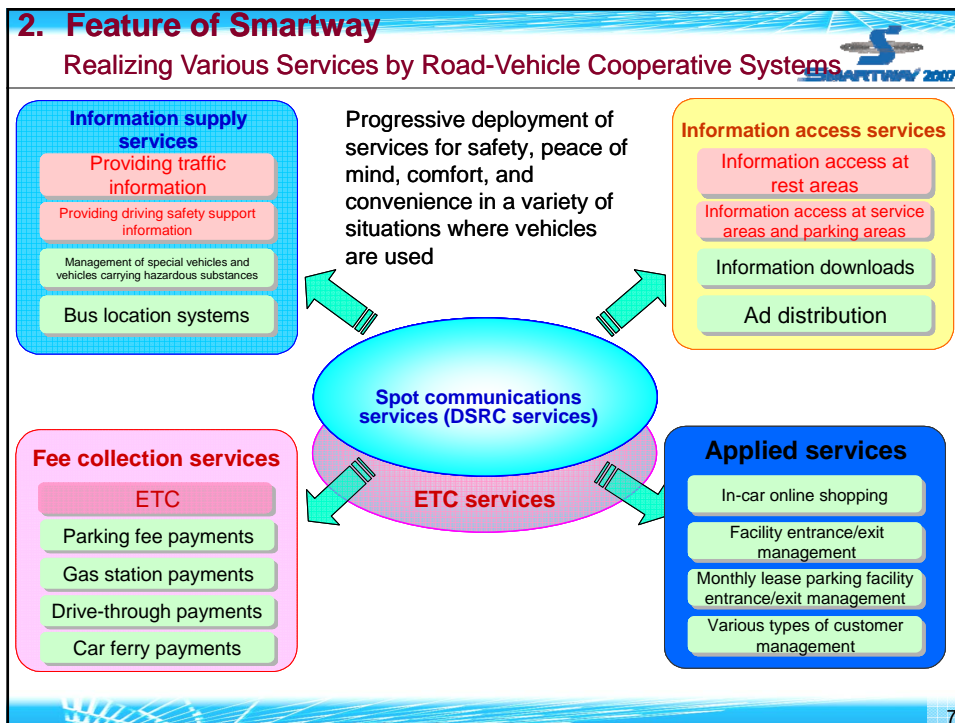 2.  Feature of Smartway
Realizing Various Services by Road-Vehicle Cooperative Systems
SMARTWAY 2007
Information supply
services
Providing traffic
information
Providing driving safety support
information
Management of special vehicles and
vehicles carrying hazardous substances
Bus location systems
Progressive deployment of
services for safety, peace of
mind, comfort, and
convenience in a variety of
situations where vehicles
are used
Information access services
Information access at
rest areas
Information access at service
areas and parking areas
Information downloads
Ad distribution
Spot communications
services (DSRC services)
ETC services
Fee collection services
ETC
Parking fee payments
Gas station payments
Drive-through payments
Car ferry payments
Applied services
In-car online shopping
Facility entrance/exit
management
Monthly lease parking facility
entrance/exit management
Various types of customer
management
7